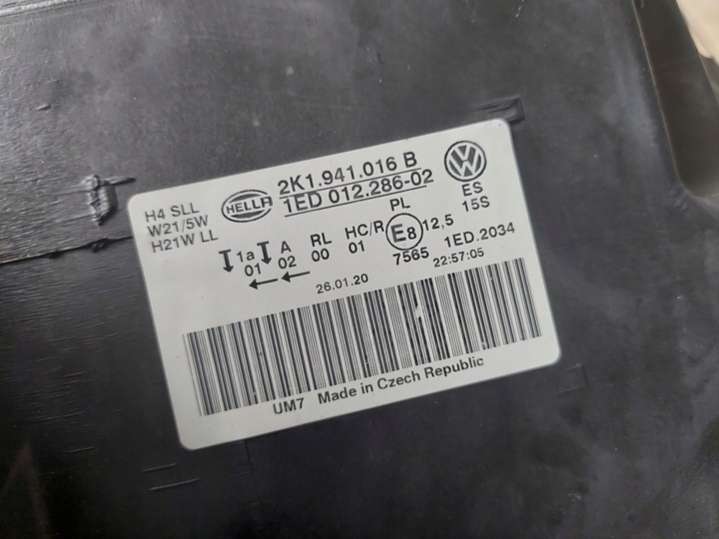 H4 SLL
W21/5W
H21W LL
HELLA
2K1.941.016 B
1ED 012.286-02
VW
ES
15S
1a A RL HC/R PL
01 02 00 01 E8 12,5
7565 1ED.2034
26.01.20 22:57:05
UM7 Made in Czech Republic